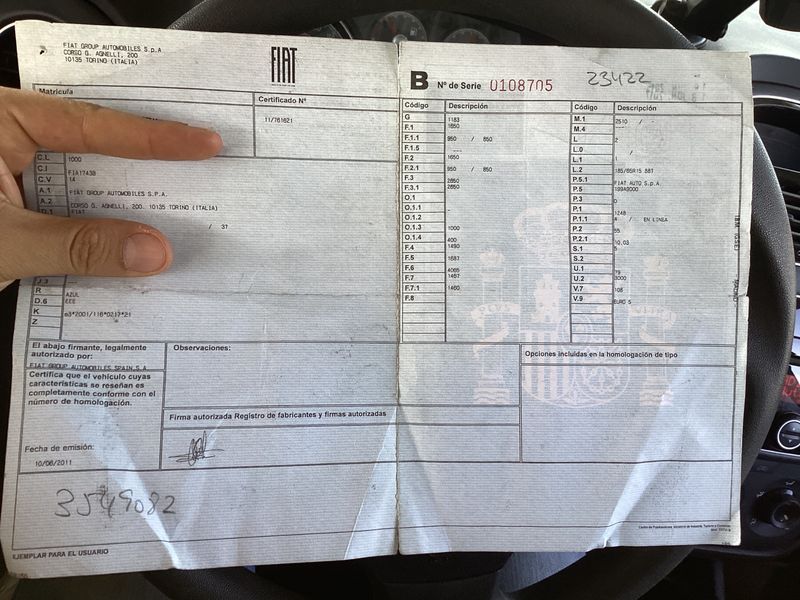 FIAT GROUP AUTOMOBILES S.p.A
CORSO G. AGNELLI, 200
10135 TORINO (ITALIA)
FIAT
Matrícula
Certificado Nº
11/761621
C.L 1000
C.I FIA17438
C.V 14
A.1 FIAT GROUP AUTOMOBILES S.P.A.
A.2 CORSO G. AGNELLI, 200. 10135 TORINO (ITALIA)
D.1 FIAT
/ 37
R AZUL
D.6 EEE
K e3*2001/116*0217*21
Z
El abajo firmante, legalmente
autorizado por:
FIAT GROUP AUTOMOBILES SPAIN,S.A
Certifica que el vehículo cuyas
características se reseñan es
completamente conforme con el
número de homologación.
Fecha de emisión:
10/06/2011
3549082
EJEMPLAR PARA EL USUARIO
Observaciones:
Firma autorizada Registro de fabricantes y firmas autorizadas
B Nº de Serie 0108705 23422
Código Descripción
G 1183
F.1 1650
F.1.1 950 / 850
F.1.5 ---
F.2 1650
F.2.1 950 / 850
F.3 2650
F.3.1 2650
O.1
O.1.1
O.1.2
O.1.3 1000
O.1.4 400
F.4 1490
F.5 1687
F.6 4065
F.7 1467
F.7.1 1460
F.8
Código Descripción
M.1 2510 /
M.4 ---
L 2
L.0 /
L.1 1
L.2 185/65R15 88T
P.5.1 FIAT AUTO S.p.A.
P.5 199A9000
P.3 D
P.1 1248
P.1.1 4 / EN LINEA
P.2 55
P.2.1 10,03
S.1 5
S.2
U.1 79
U.2 3000
V.7 108
V.9 EURO 5
Opciones incluidas en la homologación de tipo